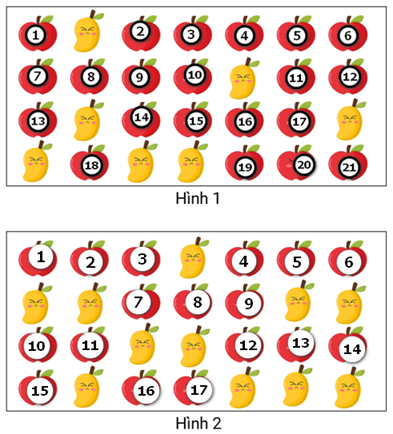 1 2 3 4 5 6
7 8 9 10 11 12
13 14 15 16 17
18 19 20 21
Hình 1
1 2 3 4 5 6
7 8 9
10 11 12 13 14
15 16 17
Hình 2